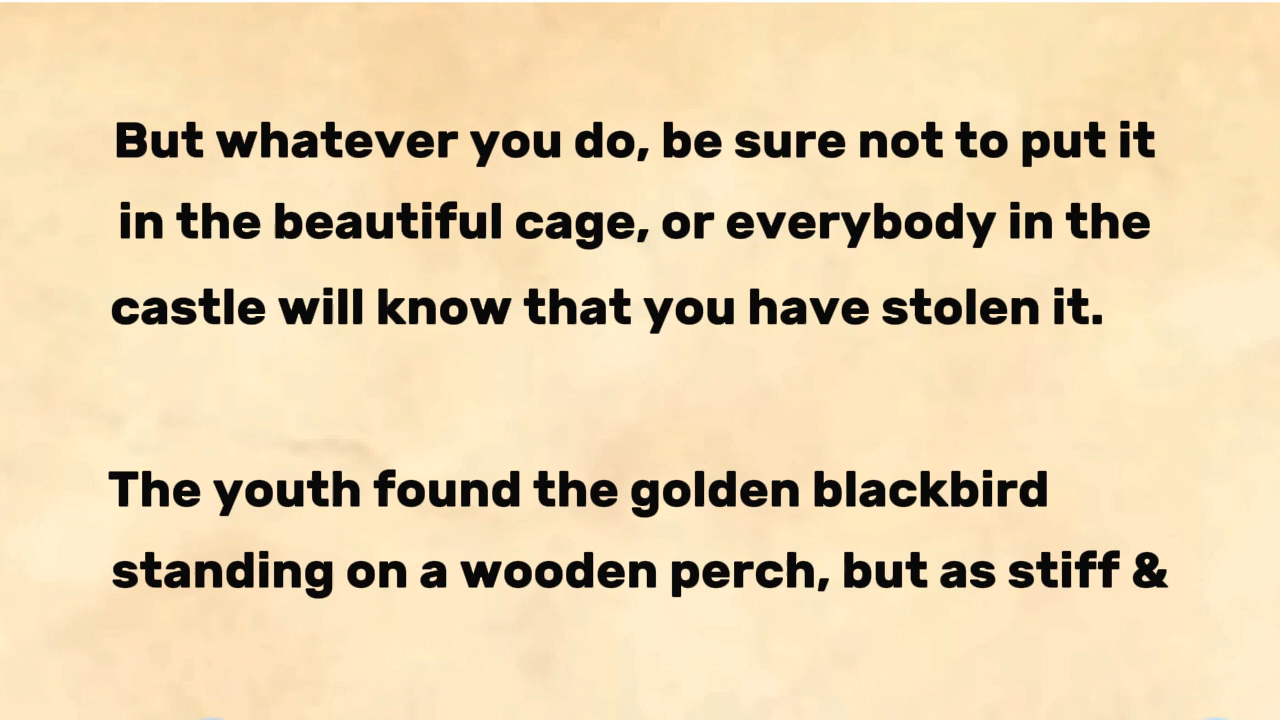 But whatever you do, be sure not to put it
in the beautiful cage, or everybody in the
castle will know that you have stolen it.
The youth found the golden blackbird
standing on a wooden perch, but as stiff &